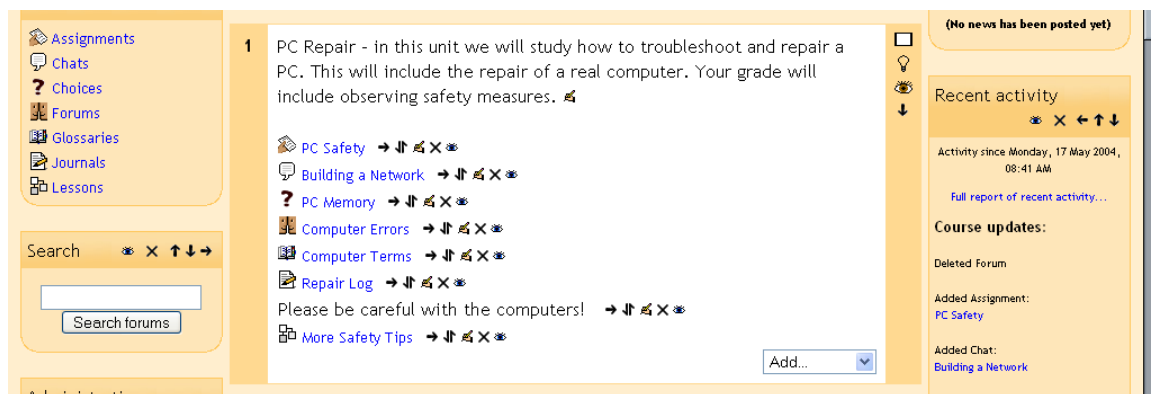 Assignments
Chats
Choices
Forums
Glossaries
Journals
Lessons
Search
Search forums
1
PC Repair - in this unit we will study how to troubleshoot and repair a
PC. This will include the repair of a real computer. Your grade will
include observing safety measures.
PC Safety
Building a Network
PC Memory
Computer Errors
Computer Terms
Repair Log
Please be careful with the computers!
More Safety Tips
Add...
(No news has been posted yet)
Recent activity
Activity since Monday, 17 May 2004,
08:41 AM
Full report of recent activity...
Course updates:
Deleted Forum
Added Assignment:
PC Safety
Added Chat:
Building a Network